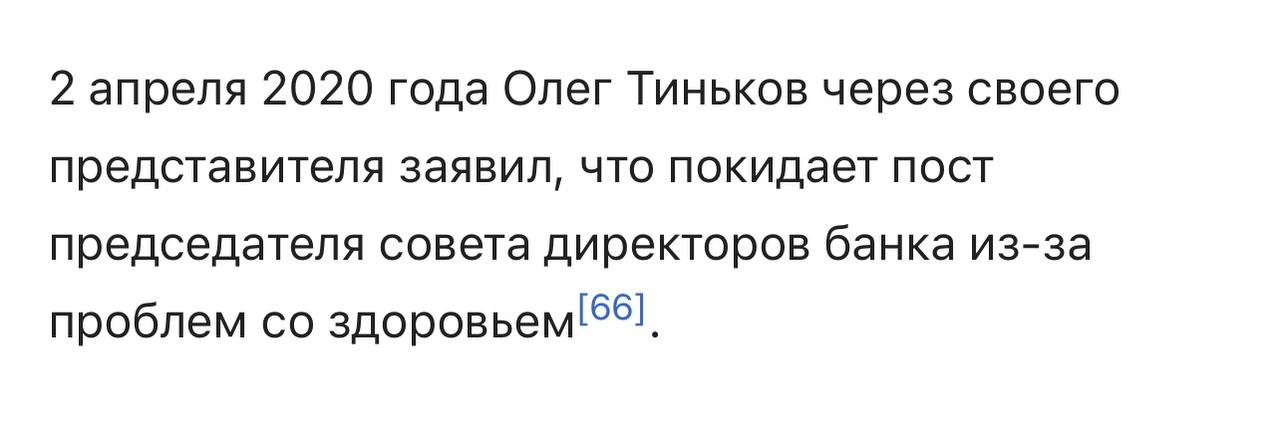 2 апреля 2020 года Олег Тиньков через своего
представителя заявил, что покидает пост
председателя совета директоров банка из-за
проблем со здоровьем[66].